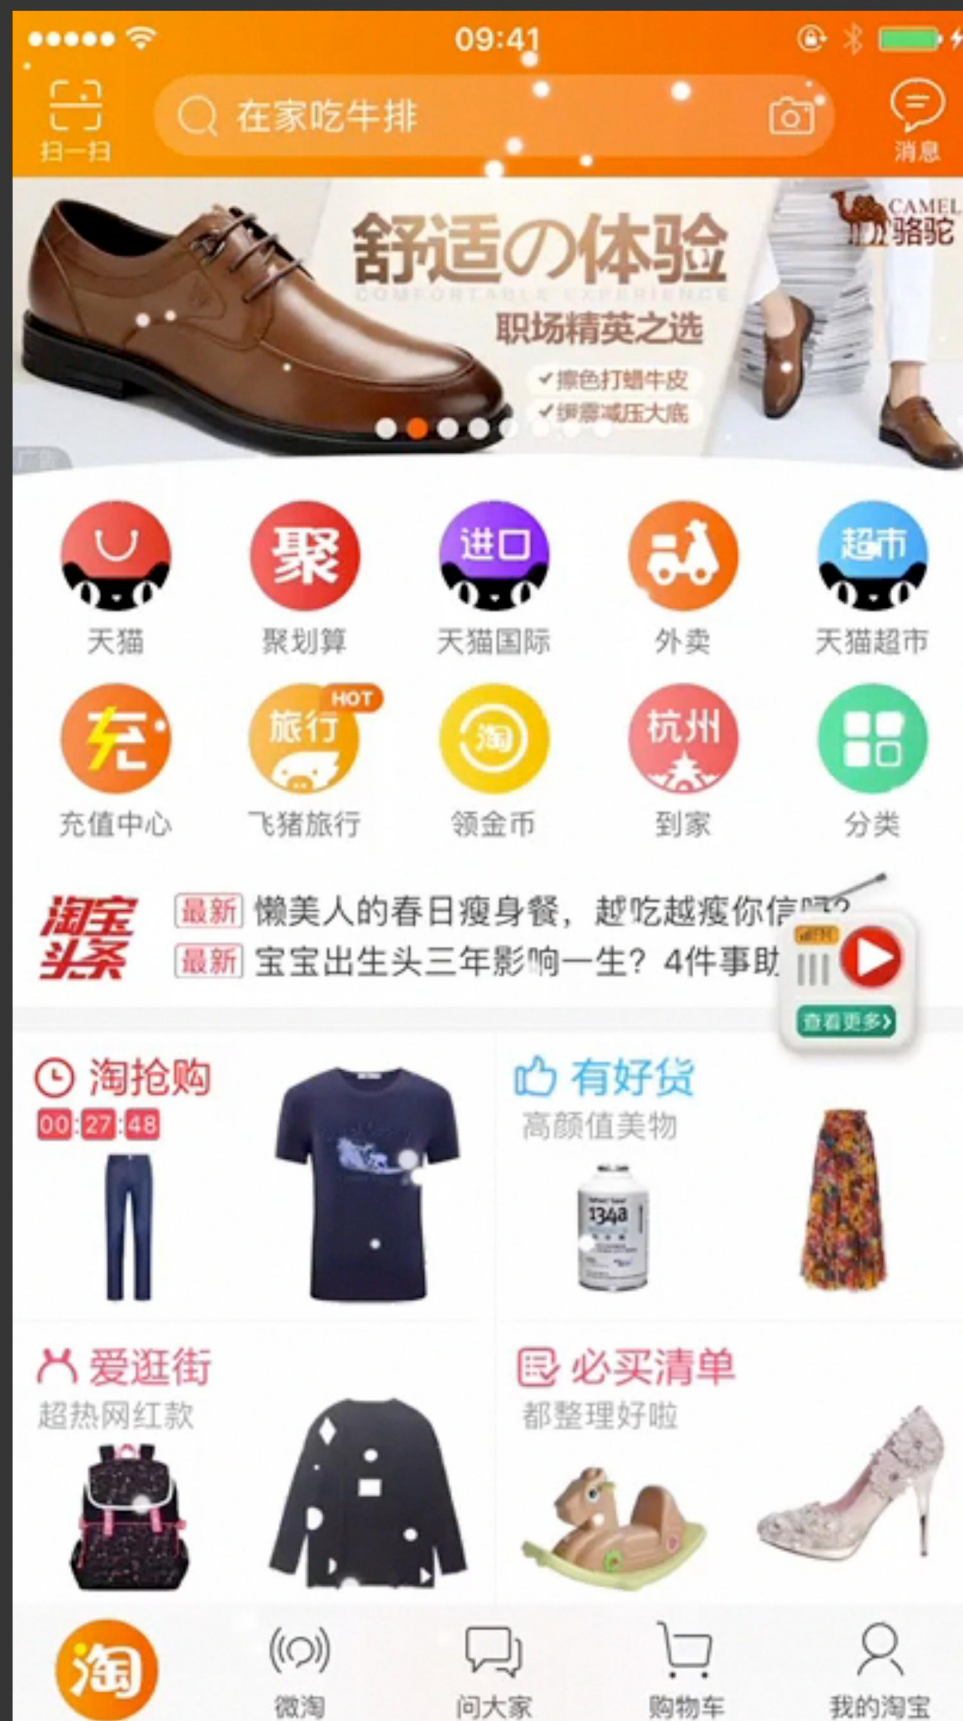 09:41
扫一扫
在家吃牛排
消息
舒适の体验
COMFORTABLE EXPERIENCE
职场精英之选
擦色打蜡牛皮
缓震减压大底
CAMEL
骆驼
广告
聚
进口
超市
天猫
聚划算
天猫国际
外卖
天猫超市
充
旅行
HOT
淘
杭州
充值中心
飞猪旅行
领金币
到家
分类
淘宝
头条
最新 懒美人的春日瘦身餐，越吃越瘦你信吗?
最新 宝宝出生头三年影响一生? 4件事助
查看更多
淘抢购
00:27:48
有好货
高颜值美物
134a
爱逛街
超热网红款
必买清单
都整理好啦
淘
微淘
问大家
购物车
我的淘宝